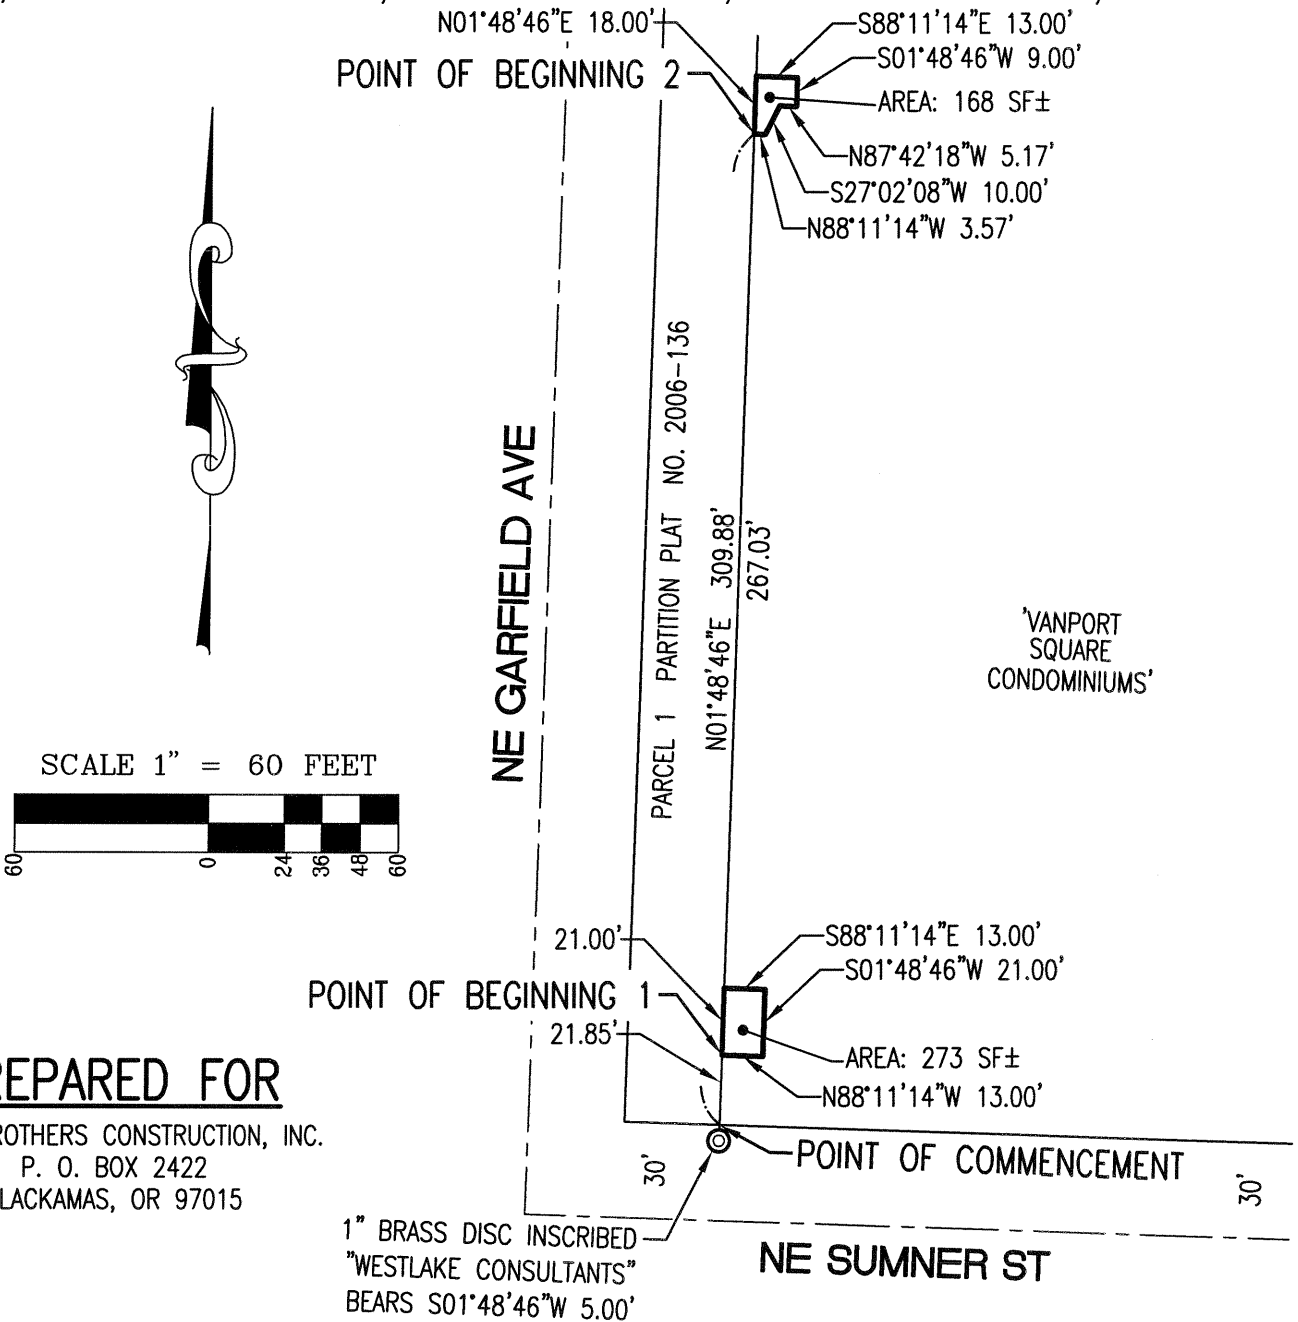 N01°48'46"E 18.00'
S88°11'14"E 13.00'
S01°48'46"W 9.00'
POINT OF BEGINNING 2
AREA: 168 SF±
N87°42'18"W 5.17'
S27°02'08"W 10.00'
N88°11'14"W 3.57'
NE GARFIELD AVE
PARCEL 1 PARTITION PLAT NO. 2006-136
N01°48'46"E 309.88'
267.03'
'VANPORT
SQUARE
CONDOMINIUMS'
SCALE 1" = 60 FEET
60 0 24 36 48 60
21.00'
S88°11'14"E 13.00'
S01°48'46"W 21.00'
POINT OF BEGINNING 1
21.85'
AREA: 273 SF±
N88°11'14"W 13.00'
REPARED FOR
ROTHERS CONSTRUCTION, INC.
P. O. BOX 2422
LACKAMAS, OR 97015
POINT OF COMMENCEMENT
30'
30'
1" BRASS DISC INSCRIBED
"WESTLAKE CONSULTANTS"
BEARS S01°48'46"W 5.00'
NE SUMNER ST